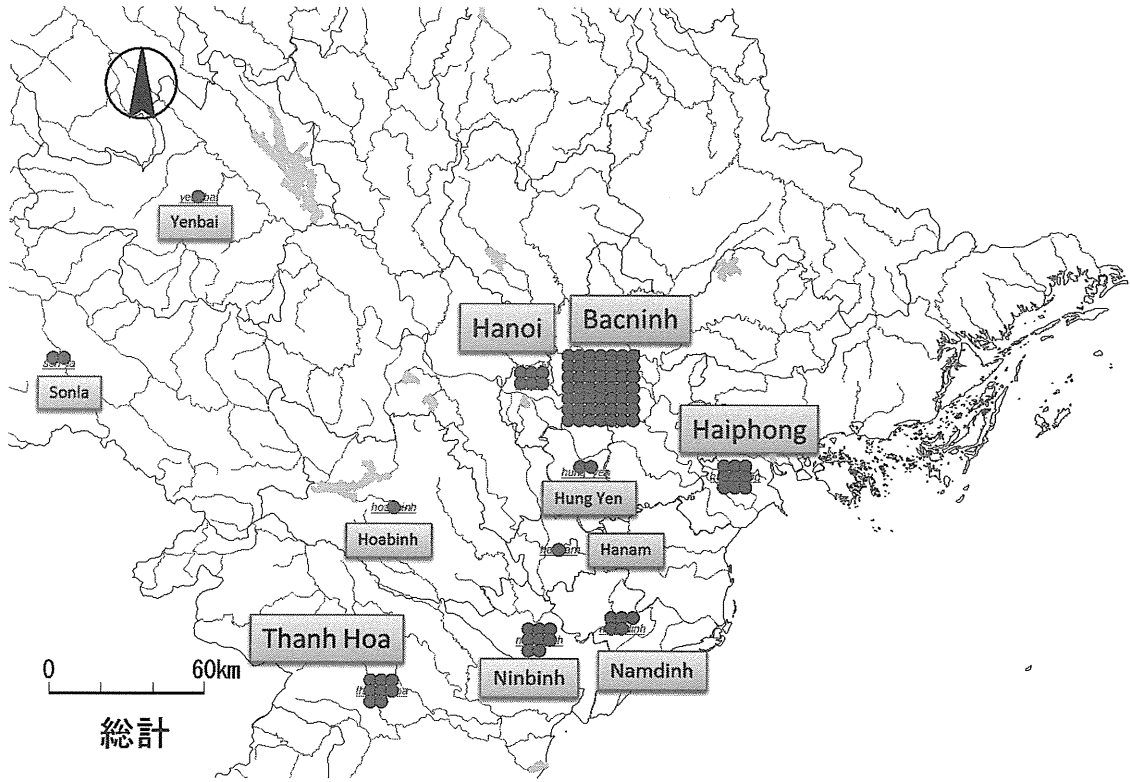 Yenbai
Hanoi
Bacninh
Sonla
Haiphong
Hung Yen
Hoabinh
Hanam
Thanh Hoa
Ninbinh
Namdinh
0 60km
総計